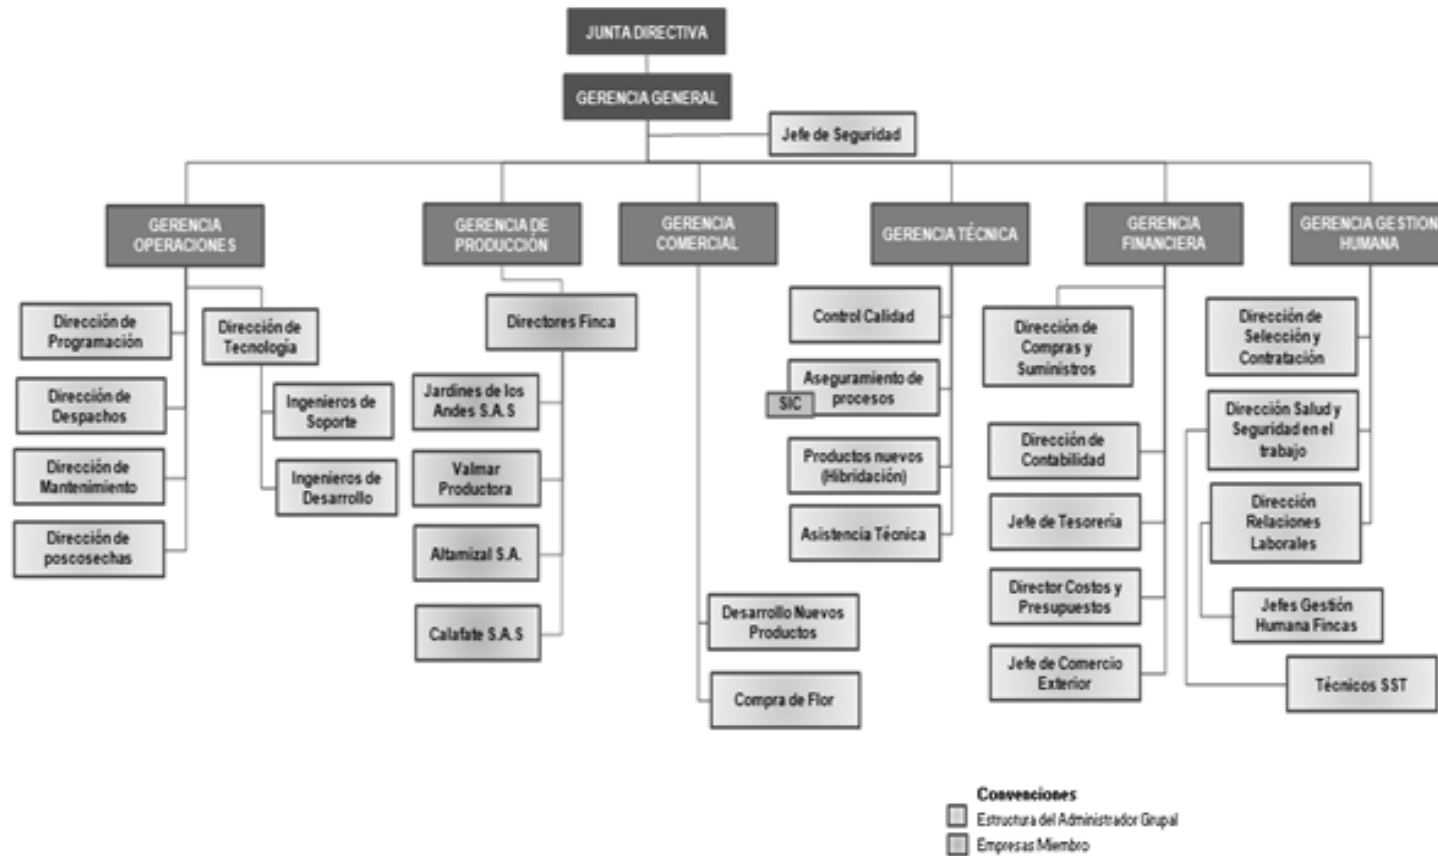 JUNTA DIRECTIVA
GERENCIA GENERAL
Jefe de Seguridad
GERENCIA
OPERACIONES
GERENCIA DE
PRODUCCIÓN
GERENCIA
COMERCIAL
GERENCIA TÉCNICA
GERENCIA
FINANCIERA
GERENCIA GESTION
HUMANA
Dirección de
Programación
Dirección de
Tecnología
Dirección de
Despachos
Ingenieros de
Soporte
Dirección de
Mantenimiento
Ingenieros de
Desarrollo
Dirección de
poscosechas
Directores Finca
Jardines de los
Andes S.A.S
Valmar
Productora
Altamizal S.A.
Calafate S.A.S
Desarrollo Nuevos
Productos
Compra de Flor
Control Calidad
Aseguramiento de
procesos
SIC
Productos nuevos
(Hibridación)
Asistencia Técnica
Dirección de
Compras y
Suministros
Dirección de
Contabilidad
Jefe de Tesorería
Director Costos y
Presupuestos
Jefe de Comercio
Exterior
Dirección de
Selección y
Contratación
Dirección Salud y
Seguridad en el
trabajo
Dirección
Relaciones
Laborales
Jefes Gestión
Humana Fincas
Técnicos SST
Convenciones
Estructura del Administrador Grupal
Empresas Miembro